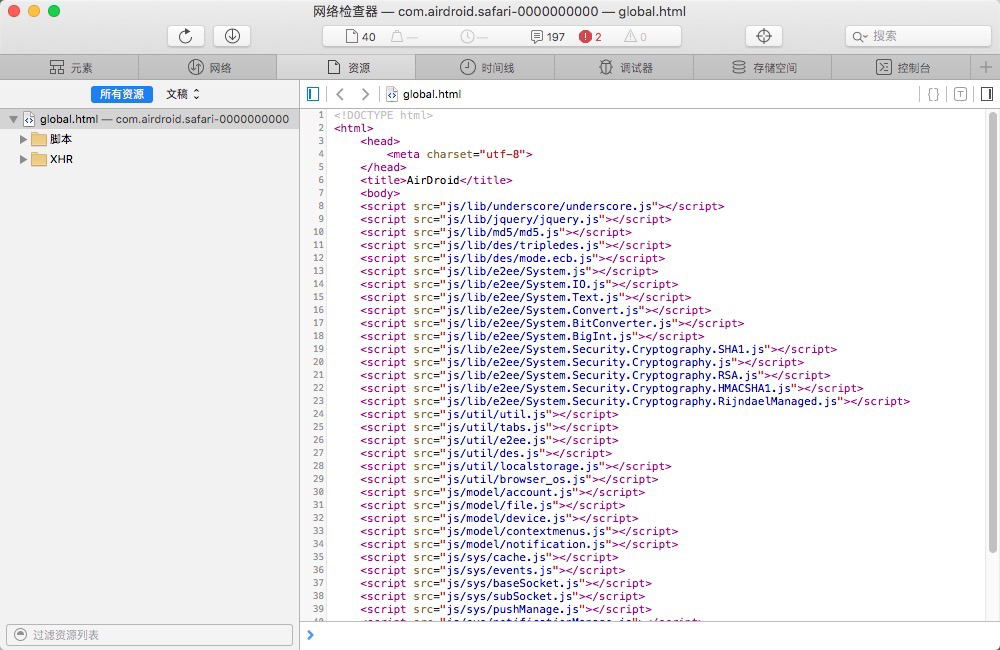 网络检查器 — com.airdroid.safari-0000000000 — global.html
40 — — 197 2 0 搜索
元素 网络 资源 时间线 调试器 存储空间 控制台
所有资源 文稿 global.html {} T
global.html — com.airdroid.safari-0000000000
脚本
XHR
1 <!DOCTYPE html>
2 <html>
3 <head>
4 <meta charset="utf-8">
5 </head>
6 <title>AirDroid</title>
7 <body>
8 <script src="js/lib/underscore/underscore.js"></script>
9 <script src="js/lib/jquery/jquery.js"></script>
10 <script src="js/lib/md5/md5.js"></script>
11 <script src="js/lib/des/tripledes.js"></script>
12 <script src="js/lib/des/mode.ecb.js"></script>
13 <script src="js/lib/e2ee/System.js"></script>
14 <script src="js/lib/e2ee/System.IO.js"></script>
15 <script src="js/lib/e2ee/System.Text.js"></script>
16 <script src="js/lib/e2ee/System.Convert.js"></script>
17 <script src="js/lib/e2ee/System.BitConverter.js"></script>
18 <script src="js/lib/e2ee/System.BigInt.js"></script>
19 <script src="js/lib/e2ee/System.Security.Cryptography.SHA1.js"></script>
20 <script src="js/lib/e2ee/System.Security.Cryptography.js"></script>
21 <script src="js/lib/e2ee/System.Security.Cryptography.RSA.js"></script>
22 <script src="js/lib/e2ee/System.Security.Cryptography.HMACSHA1.js"></script>
23 <script src="js/lib/e2ee/System.Security.Cryptography.RijndaelManaged.js"></script>
24 <script src="js/util/util.js"></script>
25 <script src="js/util/tabs.js"></script>
26 <script src="js/util/e2ee.js"></script>
27 <script src="js/util/des.js"></script>
28 <script src="js/util/localstorage.js"></script>
29 <script src="js/util/browser_os.js"></script>
30 <script src="js/model/account.js"></script>
31 <script src="js/model/file.js"></script>
32 <script src="js/model/device.js"></script>
33 <script src="js/model/contextmenus.js"></script>
34 <script src="js/model/notification.js"></script>
35 <script src="js/sys/cache.js"></script>
36 <script src="js/sys/events.js"></script>
37 <script src="js/sys/baseSocket.js"></script>
38 <script src="js/sys/subSocket.js"></script>
39 <script src="js/sys/pushManage.js"></script>
过滤资源列表